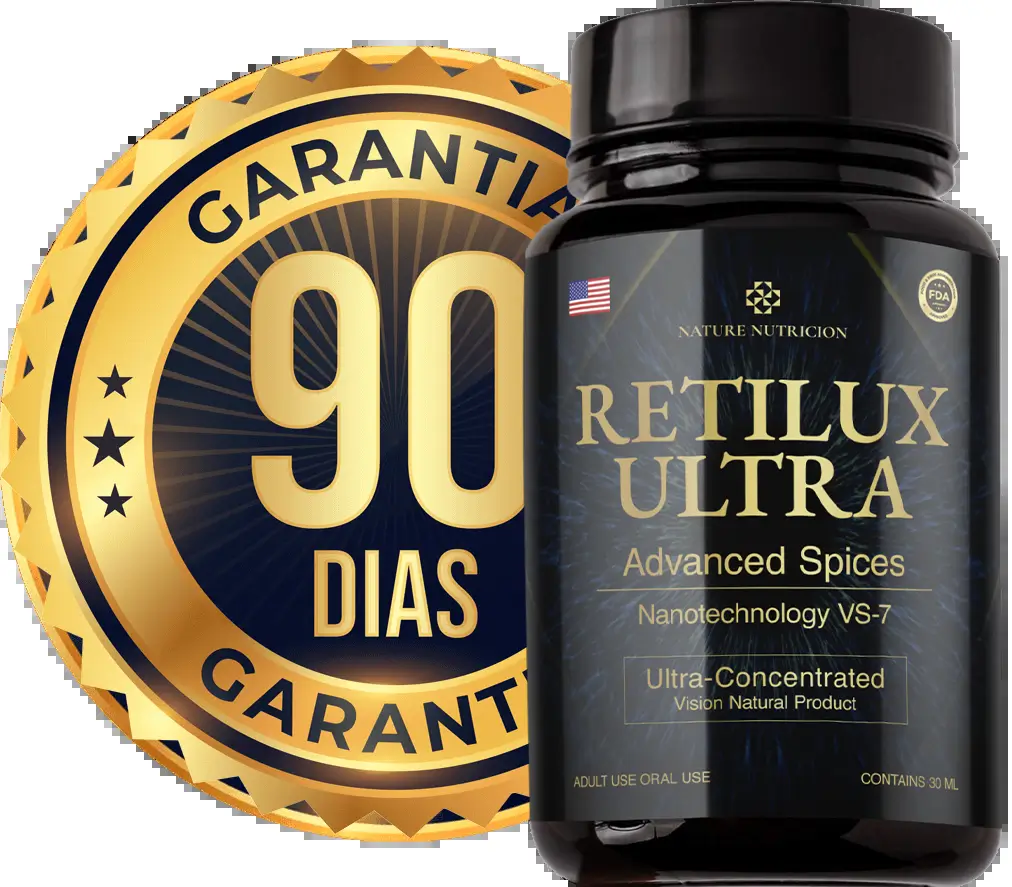 GARANTIA
90
DIAS
GARANT
FDA
NATURE NUTRICION
RETILUX
ULTRA
Advanced Spices
Nanotechnology VS-7
Ultra-Concentrated
Vision Natural Product
ADULT USE ORAL USE
CONTAINS 30 ML